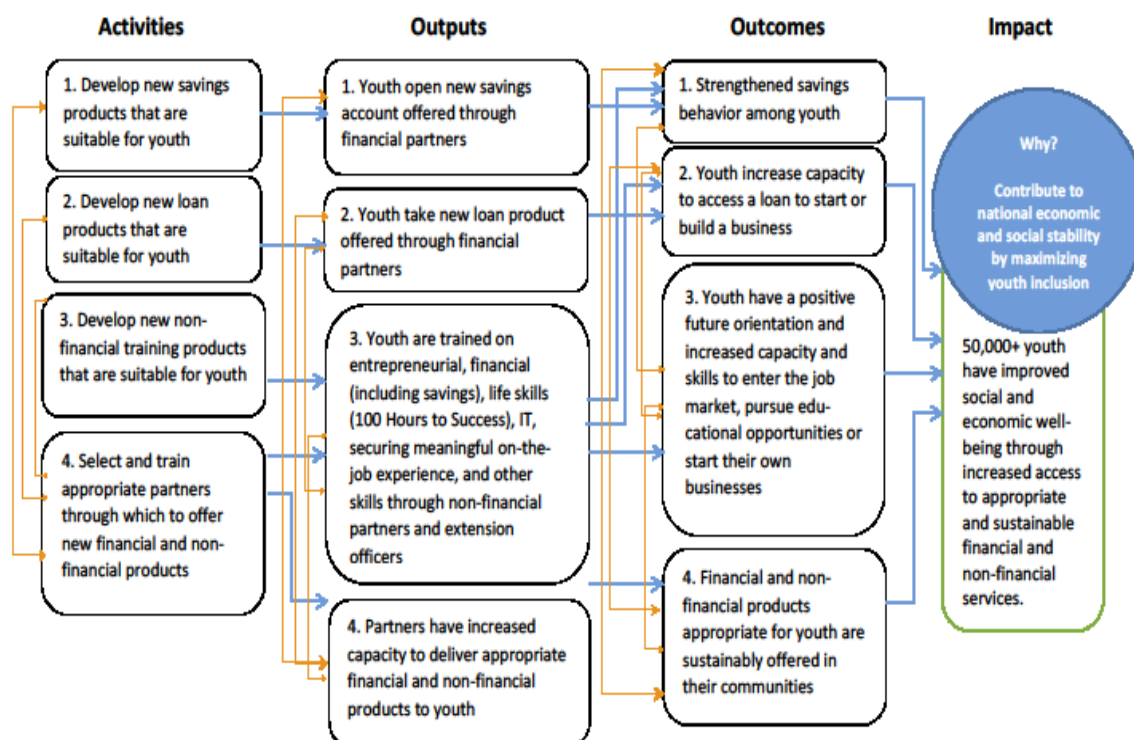 Activities
Outputs
Outcomes
Impact
1. Develop new savings
products that are
suitable for youth
2. Develop new loan
products that are
suitable for youth
3. Develop new non-
financial training products
that are suitable for youth
4. Select and train
appropriate partners
through which to offer
new financial and non-
financial products
1. Youth open new savings
account offered through
financial partners
2. Youth take new loan product
offered through financial
partners
3. Youth are trained on
entrepreneurial, financial
(including savings), life skills
(100 Hours to Success), IT,
securing meaningful on-the-
job experience, and other
skills through non-financial
partners and extension
officers
4. Partners have increased
capacity to deliver appropriate
financial and non-financial
products to youth
1. Strengthened savings
behavior among youth
2. Youth increase capacity
to access a loan to start or
build a business
3. Youth have a positive
future orientation and
increased capacity and
skills to enter the job
market, pursue edu-
cational opportunities or
start their own
businesses
4. Financial and non-
financial products
appropriate for youth are
sustainably offered in
their communities
Why?
Contribute to
national economic
and social stability
by maximizing
youth inclusion
50,000+ youth
have improved
social and
economic well-
being through
increased access
to appropriate
and sustainable
financial and
non-financial
services.